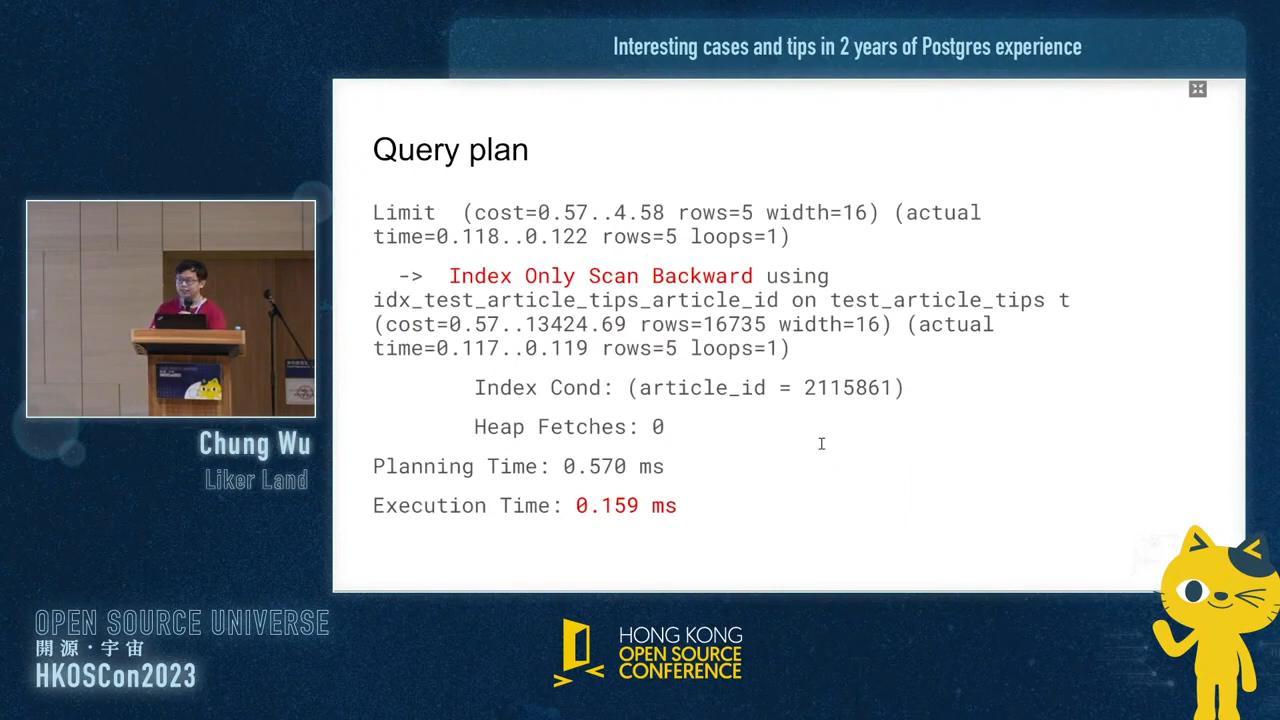 Interesting cases and tips in 2 years of Postgres experience
Query plan
Limit  (cost=0.57..4.58 rows=5 width=16) (actual
time=0.118..0.122 rows=5 loops=1)
->  Index Only Scan Backward using
idx_test_article_tips_article_id on test_article_tips t
(cost=0.57..13424.69 rows=16735 width=16) (actual
time=0.117..0.119 rows=5 loops=1)
Index Cond: (article_id = 2115861)
Heap Fetches: 0
Planning Time: 0.570 ms
Execution Time: 0.159 ms
Chung Wu
Liker Land
OPEN SOURCE UNIVERSE
開源·宇宙
HKOSCon2023
HONG KONG
OPEN SOURCE
CONFERENCE